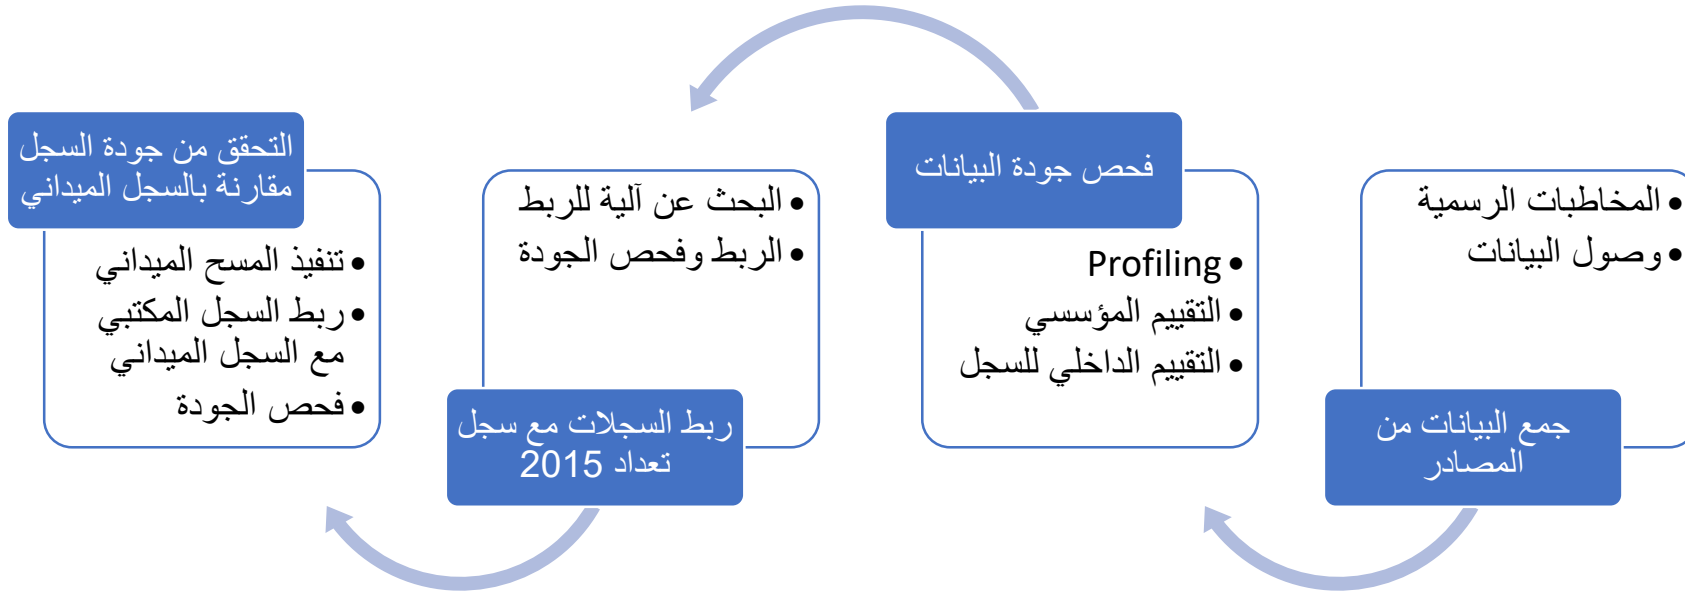 • المخاطبات الرسمية
• وصول البيانات
جمع البيانات من
المصادر
فحص جودة البيانات
• Profiling
• التقييم المؤسسي
• التقييم الداخلي للسجل
• البحث عن آلية للربط
• الربط وفحص الجودة
ربط السجلات مع سجل
تعداد 2015
التحقق من جودة السجل
مقارنة بالسجل الميداني
• تنفيذ المسح الميداني
• ربط السجل المكتبي
مع السجل الميداني
• فحص الجودة